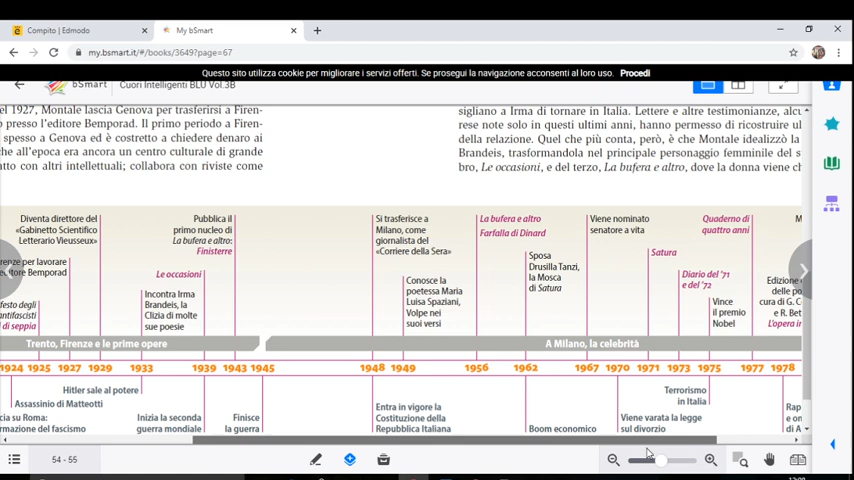 Compito | Edmodo
My bSmart
my.bsmart.it/#/books/3649?page=67
Questo sito utilizza cookie per migliorare i servizi offerti. Se prosegui la navigazione acconsenti al loro uso. Procedi
bSmart
Cuori Intelligenti BLU Vol.3B
el 1927, Montale lascia Genova per trasferirsi a Firen-
o presso l'editore Bemporad. Il primo periodo a Firen-
spesso a Genova ed è costretto a chiedere denaro ai
che all'epoca era ancora un centro culturale di grande
atto con altri intellettuali; collabora con riviste come
sigliano a Irma di tornare in Italia. Lettere e altre testimonianze, alcu
rese note solo in questi ultimi anni, hanno permesso di ricostruire ul
della relazione. Quel che più conta, però, è che Montale idealizzò la
Brandeis, trasformandola nel principale personaggio femminile del s
bro, Le occasioni, e del terzo, La bufera e altro, dove la donna viene ch
Diventa direttore del
«Gabinetto Scientifico
Letterario Vieusseux»
Pubblica il
primo nucleo di
La bufera e altro:
Finisterre
Si trasferisce a
Milano, come
giornalista del
«Corriere della Sera»
La bufera e altro
Farfalla di Dinard
Viene nominato
senatore a vita
Quaderno di
quattro anni
M
renze per lavorare
editore Bemporad
Le occasioni
Incontra Irma
Brandeis, la
Clizia di molte
sue poesie
Conosce la
poetessa Maria
Luisa Spaziani,
Volpe nei
suoi versi
Sposa
Drusilla Tanzi,
la Mosca
di Satura
Satura
Diario del '71
e del '72
Vince
il premio
Nobel
Edizione
delle po
cura di G. C
e R. Bet
L'opera in
festo degli
antifascisti
di seppia
Trento, Firenze e le prime opere
A Milano, la celebrità
1924 1925 1927 1929 1933 1939 1943 1945 1948 1949 1956 1962 1967 1970 1971 1973 1975 1977 1978
Hitler sale al potere
Assassinio di Matteotti
cia su Roma:
rmazione del fascismo
Inizia la seconda
guerra mondiale
Finisce
la guerra
Entra in vigore la
Costituzione della
Repubblica Italiana
Boom economico
Viene varata la legge
sul divorzio
Terrorismo
in Italia
Rap
e on
di A
54 - 55